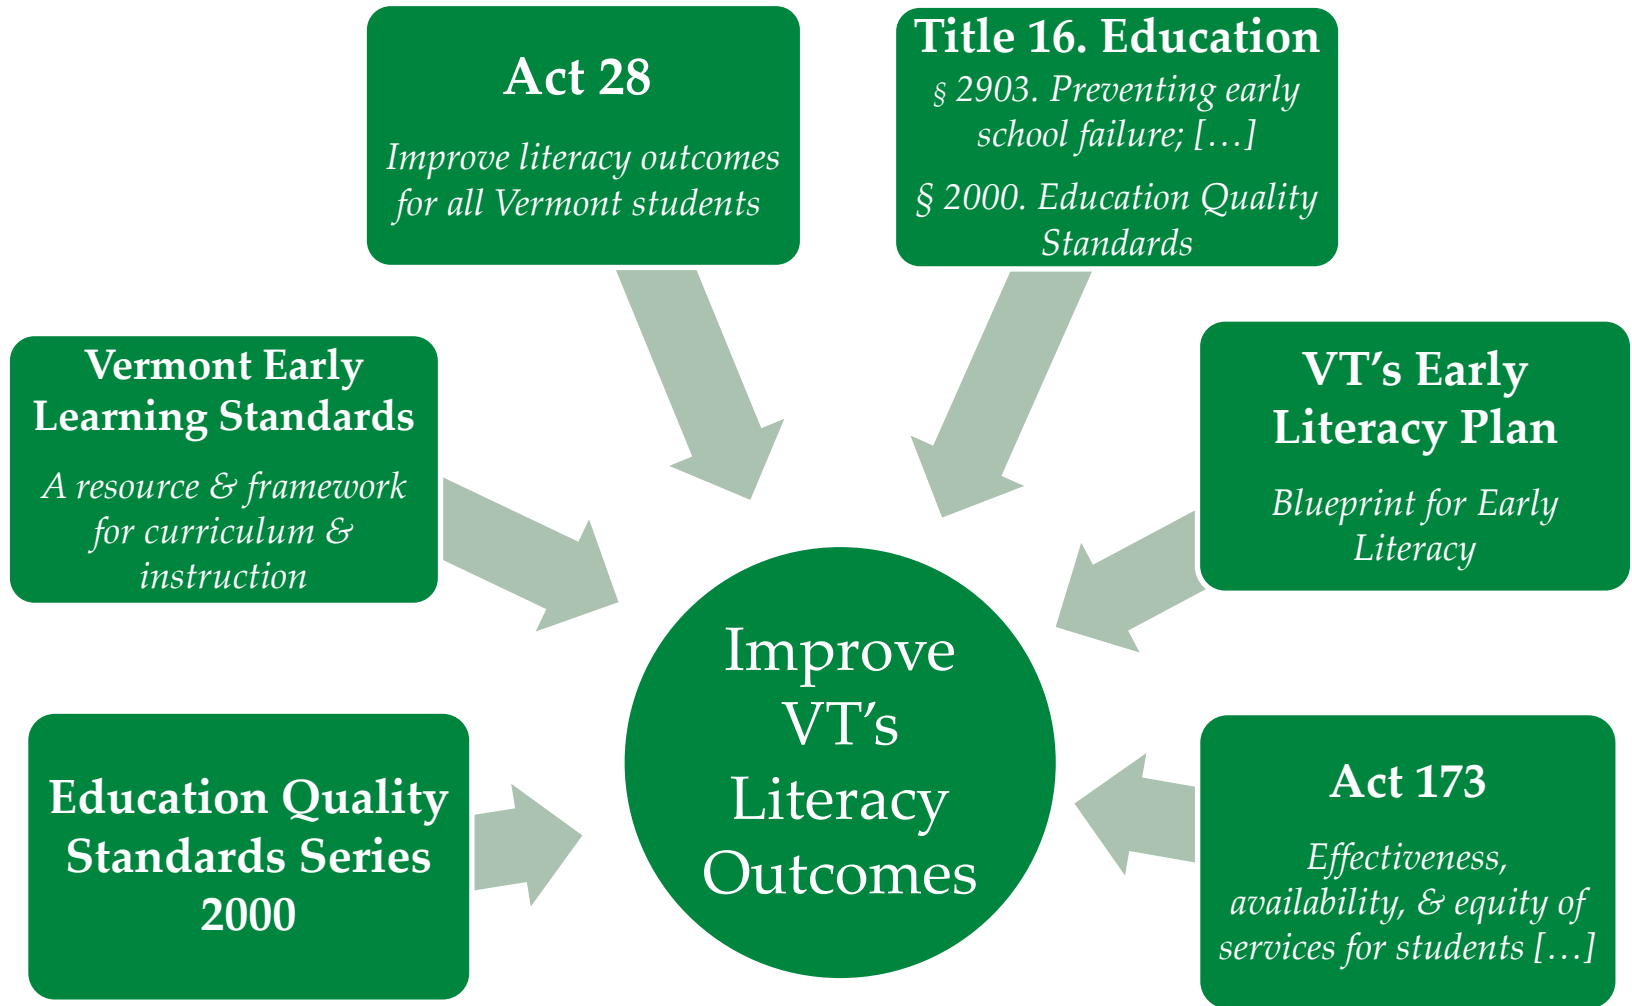 Act 28
Improve literacy outcomes
for all Vermont students
Title 16. Education
§ 2903. Preventing early
school failure; […]
§ 2000. Education Quality
Standards
Vermont Early
Learning Standards
A resource & framework
for curriculum &
instruction
VT’s Early
Literacy Plan
Blueprint for Early
Literacy
Improve
VT’s
Literacy
Outcomes
Education Quality
Standards Series
2000
Act 173
Effectiveness,
availability, & equity of
services for students […]